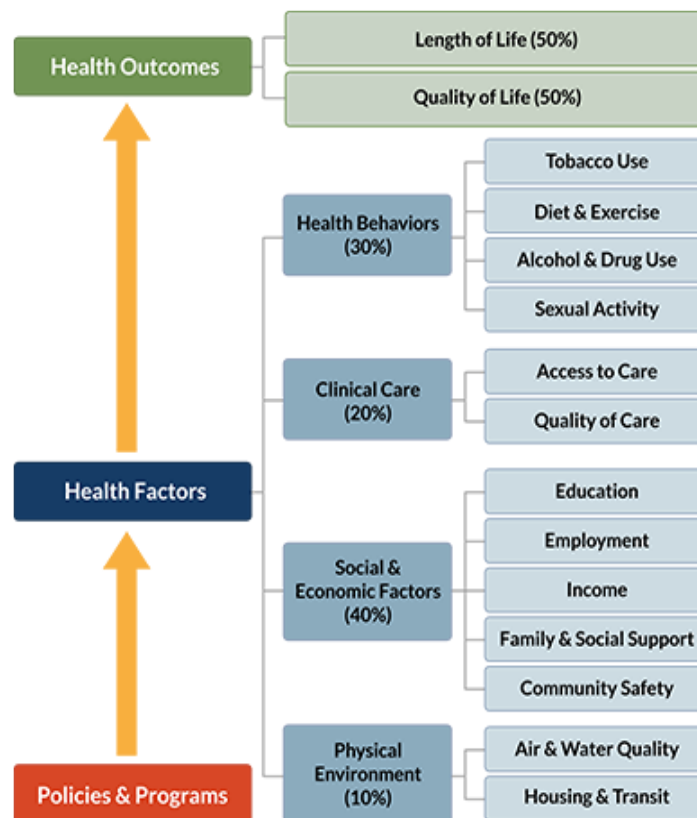 Health Outcomes
Length of Life (50%)
Quality of Life (50%)
Health Factors
Health Behaviors
(30%)
Tobacco Use
Diet & Exercise
Alcohol & Drug Use
Sexual Activity
Clinical Care
(20%)
Access to Care
Quality of Care
Social &
Economic Factors
(40%)
Education
Employment
Income
Family & Social Support
Community Safety
Physical
Environment
(10%)
Air & Water Quality
Housing & Transit
Policies & Programs